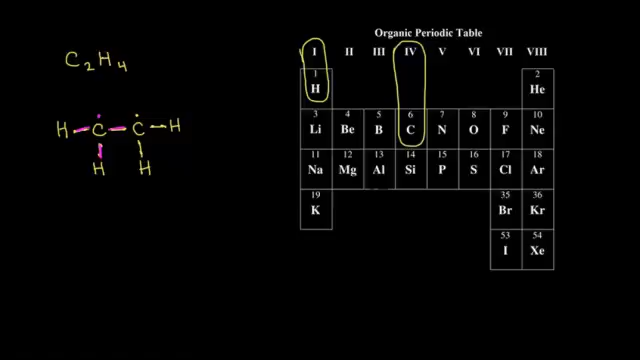 C2H4
H C C H
H H
Organic Periodic Table
I II III IV V VI VII VIII
1 2
H He
3 4 5 6 7 8 9 10
Li Be B C N O F Ne
11 12 13 14 15 16 17 18
Na Mg Al Si P S Cl Ar
19 35 36
K Br Kr
53 54
I Xe